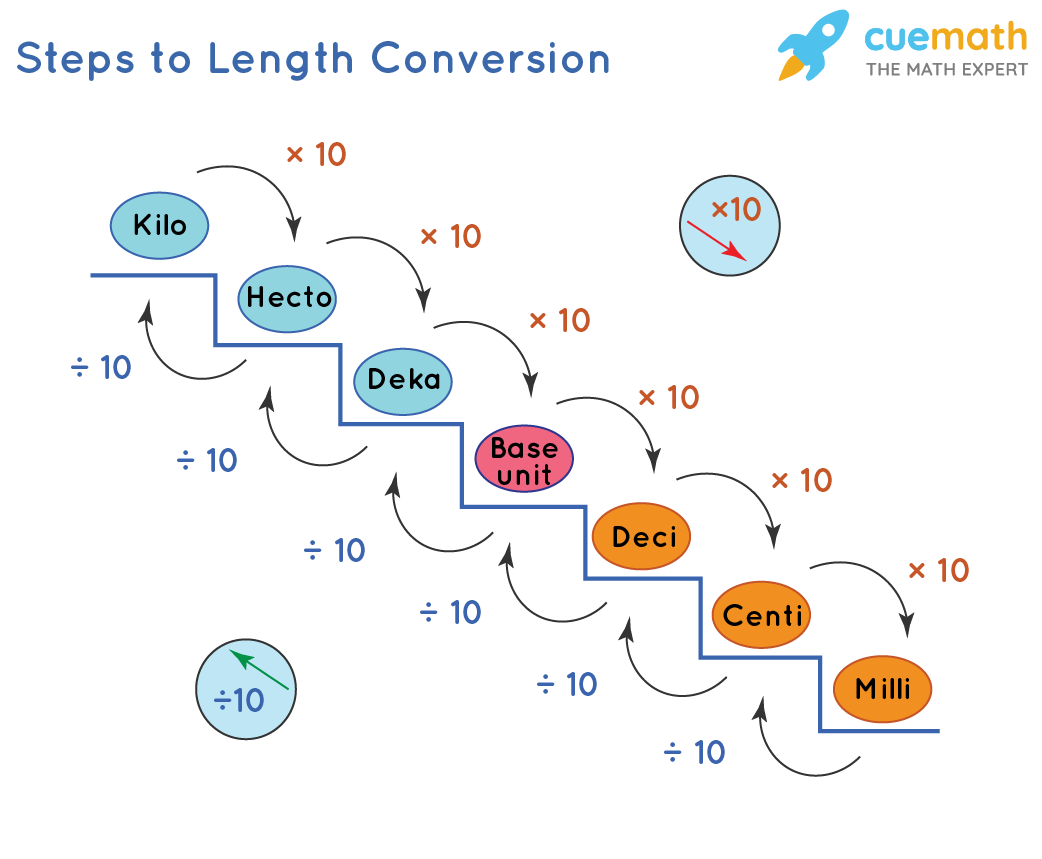 Steps to Length Conversion
cuemath
THE MATH EXPERT
× 10
Kilo
×10
× 10
Hecto
÷ 10
× 10
Deka
× 10
Base
unit
÷ 10
× 10
Deci
÷ 10
× 10
Centi
÷ 10
Milli
÷ 10
÷10
÷ 10